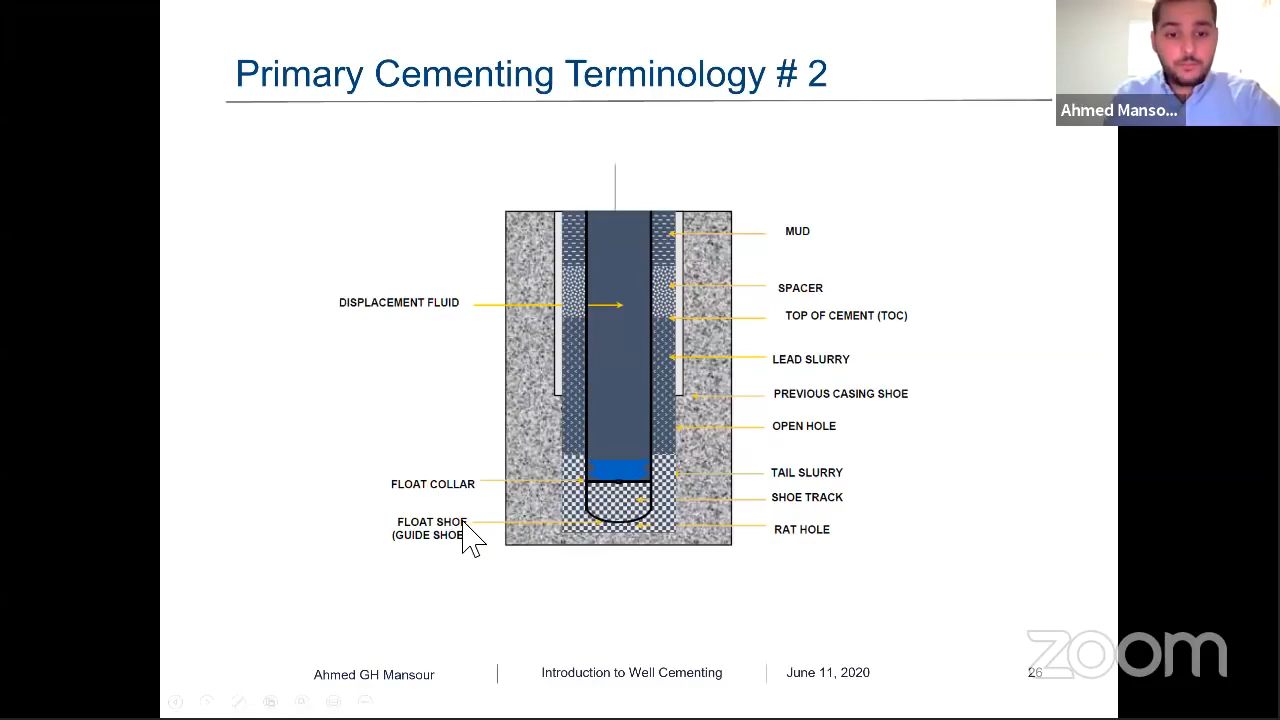 Primary Cementing Terminology # 2
Ahmed Manso...
MUD
SPACER
DISPLACEMENT FLUID
TOP OF CEMENT (TOC)
LEAD SLURRY
PREVIOUS CASING SHOE
OPEN HOLE
TAIL SLURRY
FLOAT COLLAR
SHOE TRACK
FLOAT SHOE
(GUIDE SHOE
RAT HOLE
zoom
Ahmed GH Mansour
Introduction to Well Cementing
June 11, 2020
26